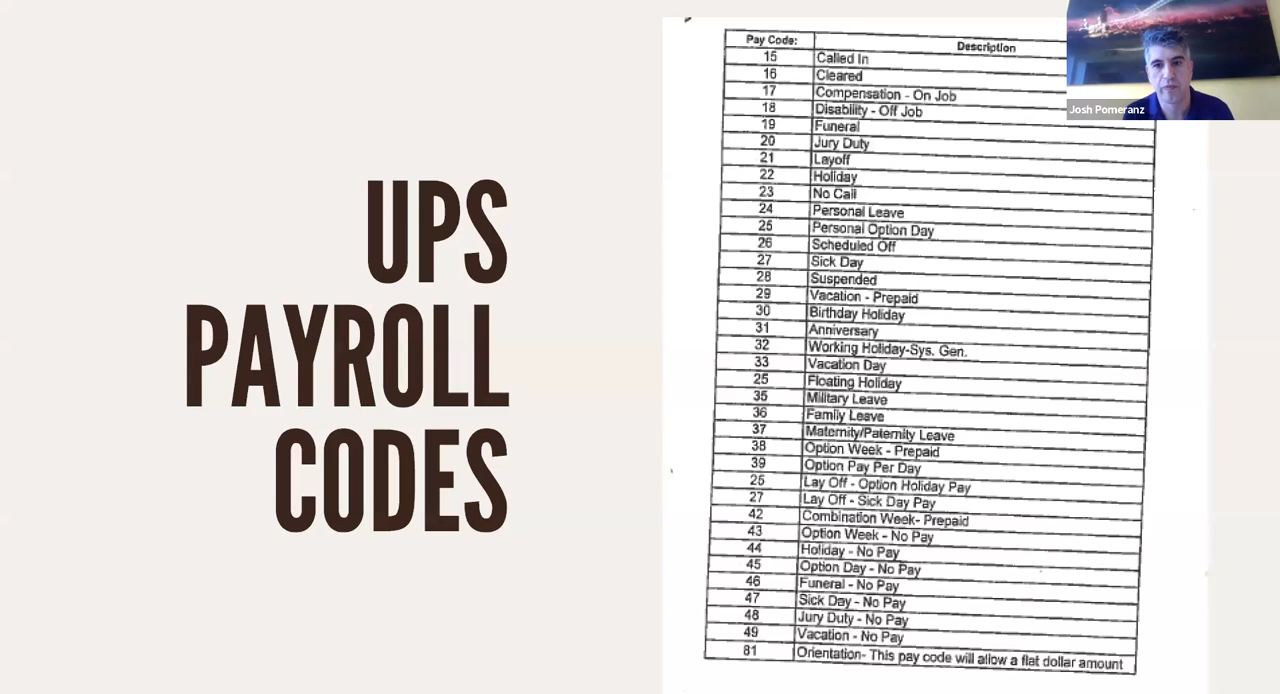 UPS
PAYROLL
CODES
Pay Code: Description
15 Called In
16 Cleared
17 Compensation - On Job
18 Disability - Off Job
19 Funeral
20 Jury Duty
21 Layoff
22 Holiday
23 No Call
24 Personal Leave
25 Personal Option Day
26 Scheduled Off
27 Sick Day
28 Suspended
29 Vacation - Prepaid
30 Birthday Holiday
31 Anniversary
32 Working Holiday-Sys. Gen.
33 Vacation Day
25 Floating Holiday
35 Military Leave
36 Family Leave
37 Maternity/Paternity Leave
38 Option Week - Prepaid
39 Option Pay Per Day
25 Lay Off - Option Holiday Pay
27 Lay Off - Sick Day Pay
42 Combination Week- Prepaid
43 Option Week - No Pay
44 Holiday - No Pay
45 Option Day - No Pay
46 Funeral - No Pay
47 Sick Day - No Pay
48 Jury Duty - No Pay
49 Vacation - No Pay
81 Orientation- This pay code will allow a flat dollar amount
Josh Pomeranz